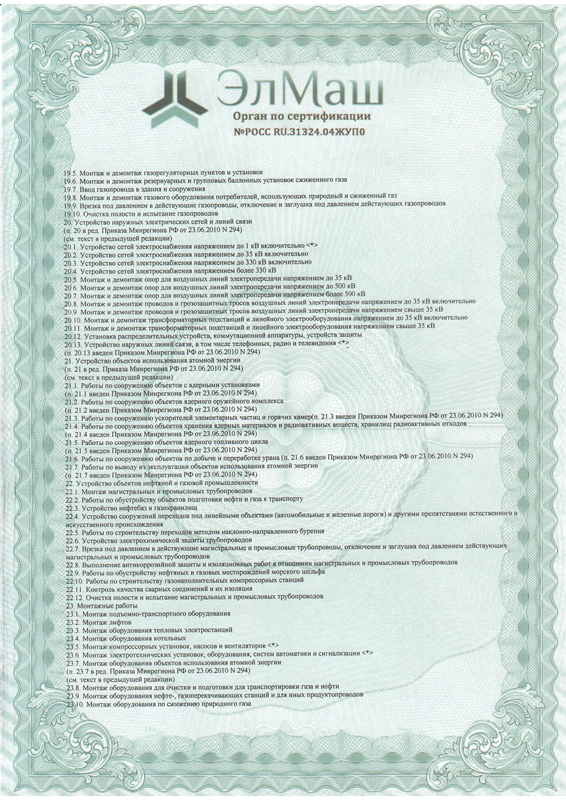 ЭлМаш
Орган по сертификации
№РОСС RU.31324.04ЖУП0
19.5. Монтаж и демонтаж газорегуляторных пунктов и установок
19.6. Монтаж и демонтаж резервуарных и групповых баллонных установок сжиженного газа
19.7. Ввод газопровода в здания и сооружения
19.8. Монтаж и демонтаж газового оборудования потребителей, использующих природный и сжиженный газ
19.9. Врезка под давлением в действующие газопроводы, отключение и заглушка под давлением действующих газопроводов
19.10. Очистка полости и испытание газопроводов
20. Устройство наружных электрических сетей и линий связи
(п. 20 в ред. Приказа Минрегиона РФ от 23.06.2010 N 294)
(см. текст в предыдущей редакции)
20.1. Устройство сетей электроснабжения напряжением до 1 кВ включительно <*>
20.2. Устройство сетей электроснабжения напряжением до 35 кВ включительно
20.3. Устройство сетей электроснабжения напряжением до 330 кВ включительно
20.4. Устройство сетей электроснабжения напряжением более 330 кВ
20.5. Монтаж и демонтаж опор для воздушных линий электропередачи напряжением до 35 кВ
20.6. Монтаж и демонтаж опор для воздушных линий электропередачи напряжением до 500 кВ
20.7. Монтаж и демонтаж опор для воздушных линий электропередачи напряжением более 500 кВ
20.8. Монтаж и демонтаж проводов и грозозащитных тросов воздушных линий электропередачи напряжением до 35 кВ включительно
20.9. Монтаж и демонтаж проводов и грозозащитных тросов воздушных линий электропередачи напряжением свыше 35 кВ
20.10. Монтаж и демонтаж трансформаторных подстанций и линейного электрооборудования напряжением до 35 кВ включительно
20.11. Монтаж и демонтаж трансформаторных подстанций и линейного электрооборудования напряжением свыше 35 кВ
20.12. Установка распределительных устройств, коммутационной аппаратуры, устройств защиты
20.13. Устройство наружных линий связи, в том числе телефонных, радио и телевидения <*>
(п. 20.13 введен Приказом Минрегиона РФ от 23.06.2010 N 294)
21. Устройство объектов использования атомной энергии
(п. 21 в ред. Приказа Минрегиона РФ от 23.06.2010 N 294)
(см. текст в предыдущей редакции)
21.1. Работы по сооружению объектов с ядерными установками
(п. 21.1 введен Приказом Минрегиона РФ от 23.06.2010 N 294)
21.2. Работы по сооружению объектов ядерного оружейного комплекса
(п. 21.2 введен Приказом Минрегиона РФ от 23.06.2010 N 294)
21.3. Работы по сооружению ускорителей элементарных частиц и горячих камер(п. 21.3 введен Приказом Минрегиона РФ от 23.06.2010 N 294)
21.4. Работы по сооружению объектов хранения ядерных материалов и радиоактивных веществ, хранилищ радиоактивных отходов
(п. 21.4 введен Приказом Минрегиона РФ от 23.06.2010 N 294)
21.5. Работы по сооружению объектов ядерного топливного цикла
(п. 21.5 введен Приказом Минрегиона РФ от 23.06.2010 N 294)
21.6. Работы по сооружению объектов по добыче и переработке урана (п. 21.6 введен Приказом Минрегиона РФ от 23.06.2010 N 294)
21.7. Работы по выводу из эксплуатации объектов использования атомной энергии
(п. 21.7 введен Приказом Минрегиона РФ от 23.06.2010 N 294)
22. Устройство объектов нефтяной и газовой промышленности
22.1. Монтаж магистральных и промысловых трубопроводов
22.2. Работы по обустройству объектов подготовки нефти и газа к транспорту
22.3. Устройство нефтебаз и газохранилищ
22.4. Устройство сооружений переходов под линейными объектами (автомобильные и железные дороги) и другими препятствиями естественного и
искусственного происхождения
22.5. Работы по строительству переходов методом наклонно-направленного бурения
22.6. Устройство электрохимической защиты трубопроводов
22.7. Врезка под давлением в действующие магистральные и промысловые трубопроводы, отключение и заглушка под давлением действующих
магистральных и промысловых трубопроводов
22.8. Выполнение антикоррозийной защиты и изоляционных работ в отношении магистральных и промысловых трубопроводов
22.9. Работы по обустройству нефтяных и газовых месторождений морского шельфа
22.10. Работы по строительству газонаполнительных компрессорных станций
22.11. Контроль качества сварных соединений и их изоляция
22.12. Очистка полости и испытание магистральных и промысловых трубопроводов
23. Монтажные работы
23.1. Монтаж подъемно-транспортного оборудования
23.2. Монтаж лифтов
23.3. Монтаж оборудования тепловых электростанций
23.4. Монтаж оборудования котельных
23.5. Монтаж компрессорных установок, насосов и вентиляторов <*>
23.6. Монтаж электротехнических установок, оборудования, систем автоматики и сигнализации <*>
23.7. Монтаж оборудования объектов использования атомной энергии
(п. 23.7 в ред. Приказа Минрегиона РФ от 23.06.2010 N 294)
(см. текст в предыдущей редакции)
23.8. Монтаж оборудования для очистки и подготовки для транспортировки газа и нефти
23.9. Монтаж оборудования нефте-, газоперекачивающих станций и для иных продуктопроводов
23.10. Монтаж оборудования по сжижению природного газа